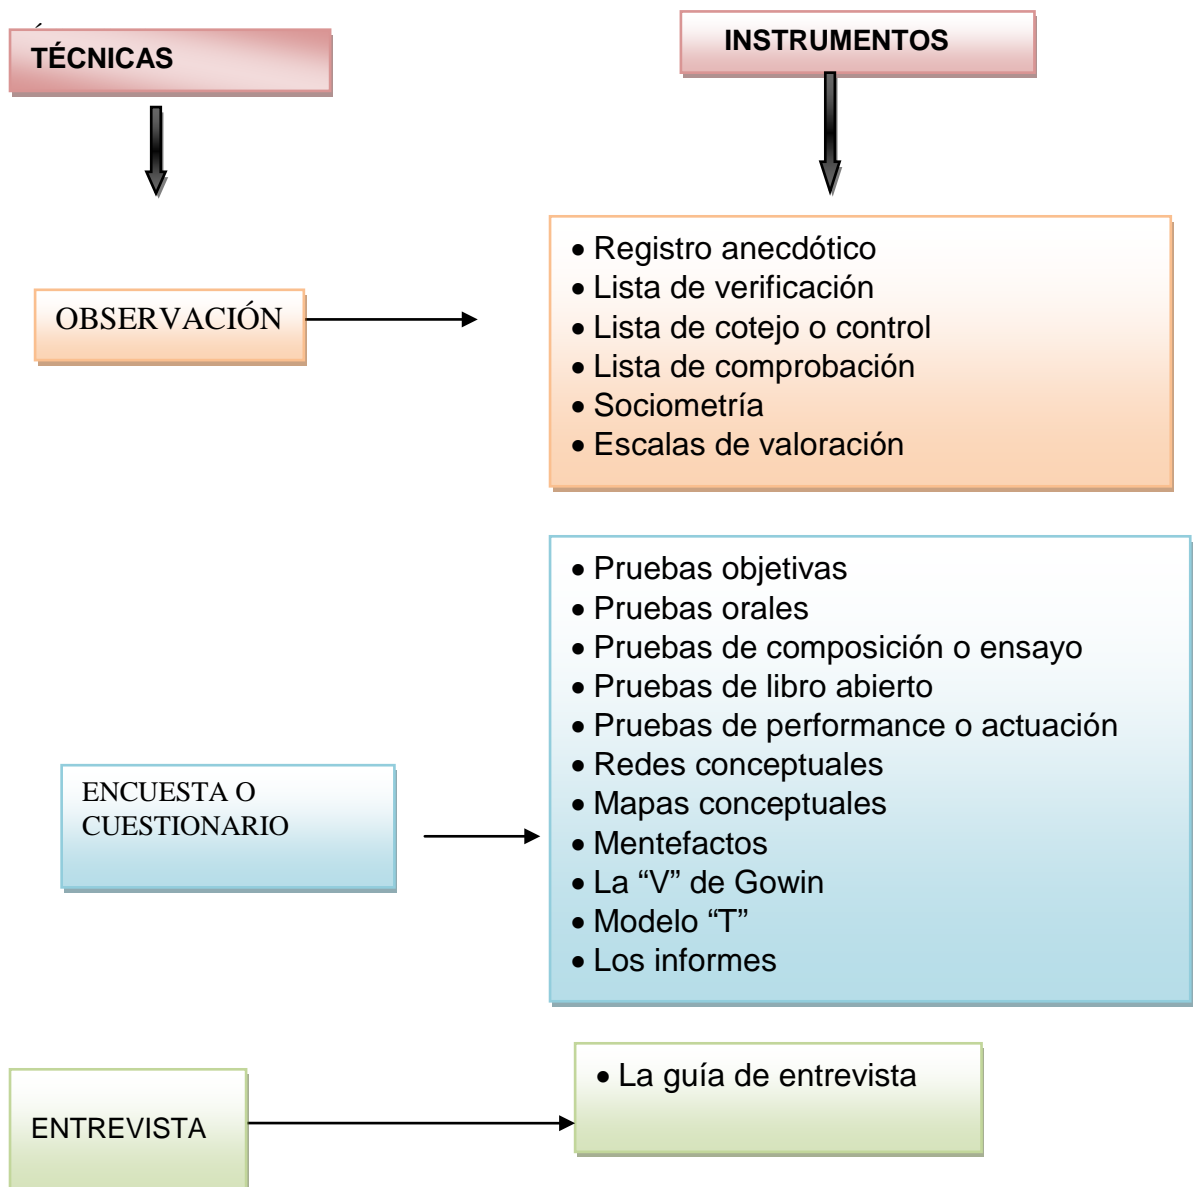 TÉCNICAS
INSTRUMENTOS
OBSERVACIÓN
• Registro anecdótico
• Lista de verificación
• Lista de cotejo o control
• Lista de comprobación
• Sociometría
• Escalas de valoración
ENCUESTA O
CUESTIONARIO
• Pruebas objetivas
• Pruebas orales
• Pruebas de composición o ensayo
• Pruebas de libro abierto
• Pruebas de performance o actuación
• Redes conceptuales
• Mapas conceptuales
• Mentefactos
• La “V” de Gowin
• Modelo “T”
• Los informes
ENTREVISTA
• La guía de entrevista